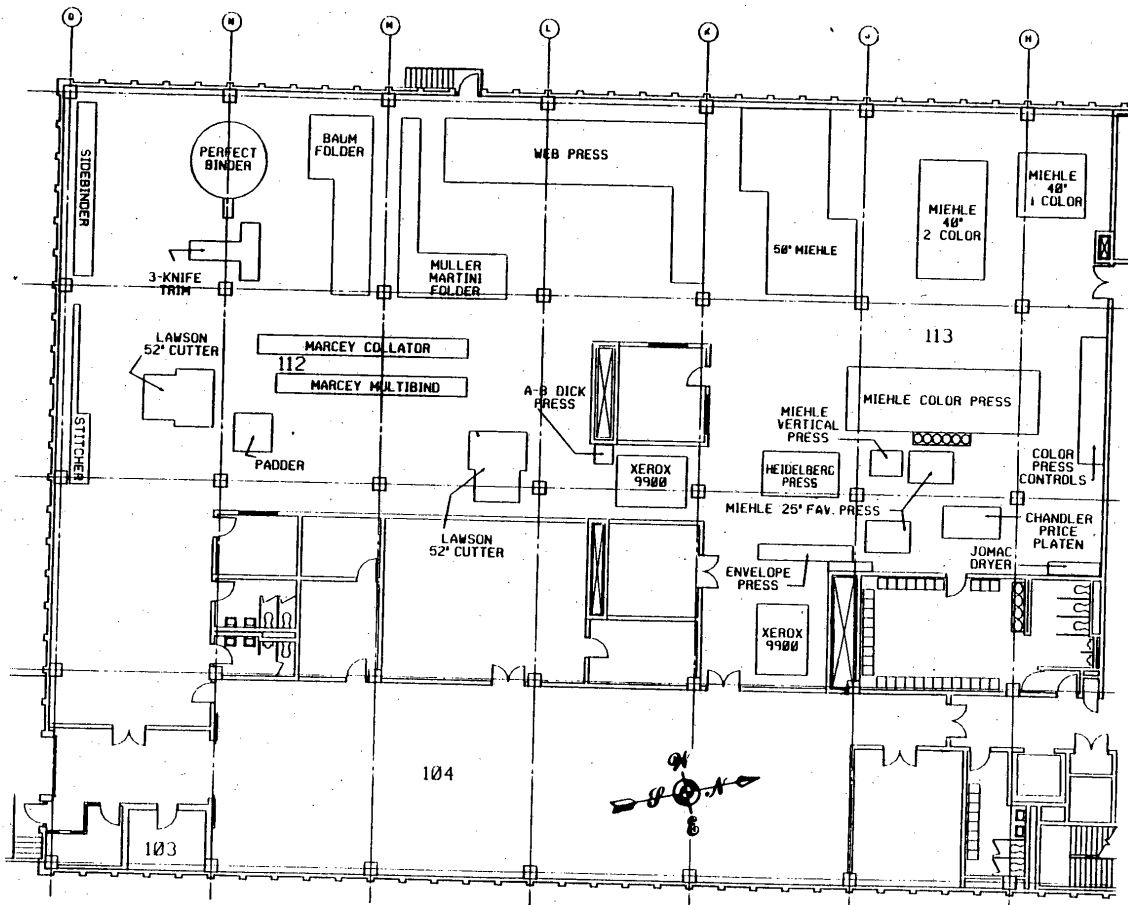 O
N
M
L
K
J
H
SIDEBINDER
PERFECT
BINDER
BAUM
FOLDER
WEB PRESS
MIEHLE
40"
2 COLOR
MIEHLE
40"
1 COLOR
50" MIEHLE
3-KNIFE
TRIM
MULLER
MARTINI
FOLDER
LAWSON
52" CUTTER
MARCEY COLLATOR
112
MARCEY MULTIBIND
113
A-B DICK
PRESS
MIEHLE COLOR PRESS
MIEHLE
VERTICAL
PRESS
STITCHER
PADDER
XEROX
9900
HEIDELBERG
PRESS
COLOR
PRESS
CONTROLS
MIEHLE 25" FAV. PRESS
LAWSON
52" CUTTER
CHANDLER
PRICE
PLATEN
JOMAC
DRYER
ENVELOPE
PRESS
XEROX
9900
104
W
S
N
E
103